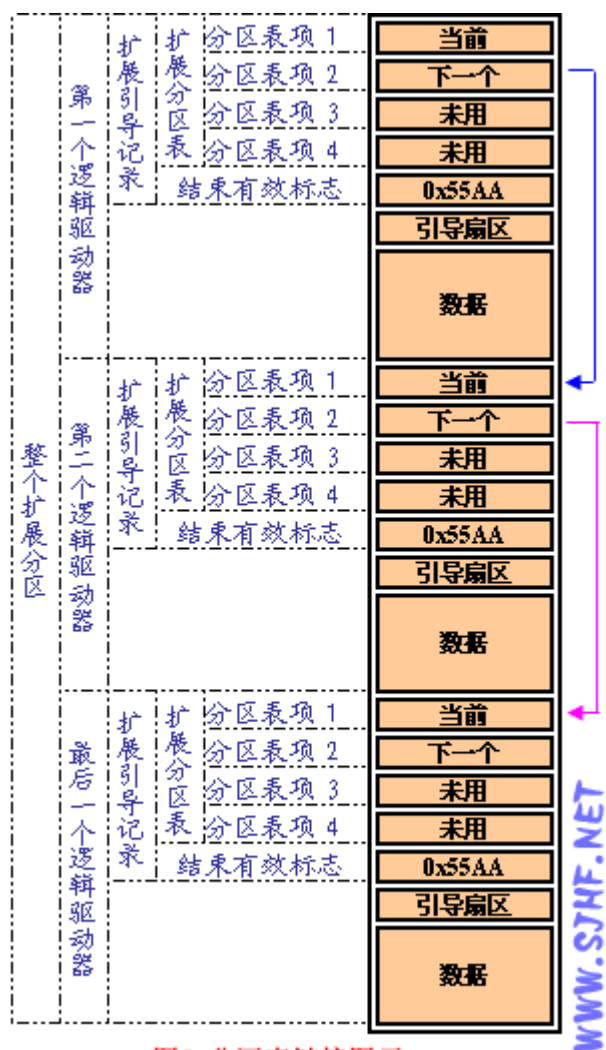 整个扩展分区
第一个逻辑驱动器
扩展引导记录
扩展分区表
分区表项 1
当前
分区表项 2
下一个
分区表项 3
未用
分区表项 4
未用
结束有效标志
0x55AA
引导扇区
数据
第二个逻辑驱动器
扩展引导记录
扩展分区表
分区表项 1
当前
分区表项 2
下一个
分区表项 3
未用
分区表项 4
未用
结束有效标志
0x55AA
引导扇区
数据
最后一个逻辑驱动器
扩展引导记录
扩展分区表
分区表项 1
当前
分区表项 2
下一个
分区表项 3
未用
分区表项 4
未用
结束有效标志
0x55AA
引导扇区
数据
WWW.SJHF.NET